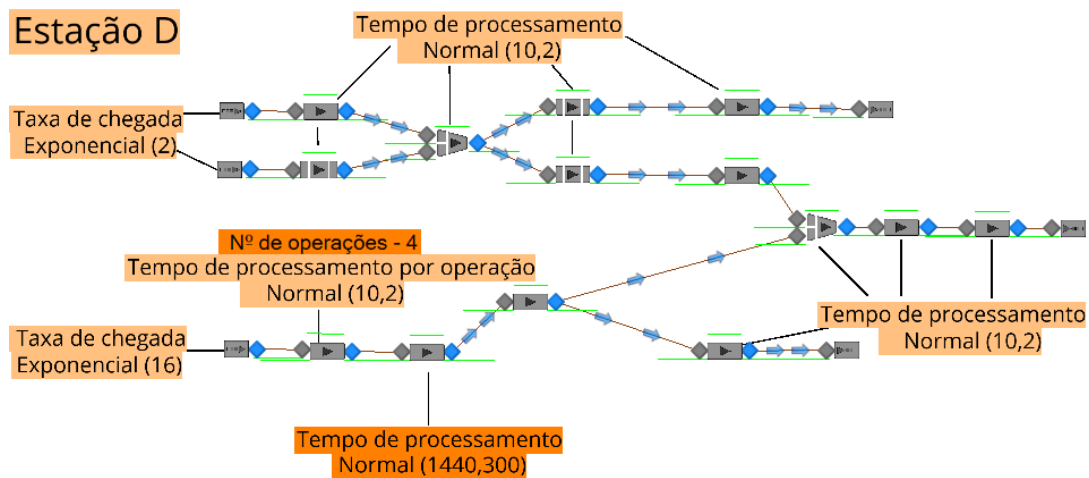 Estação D
Tempo de processamento
Normal (10,2)
Taxa de chegada
Exponencial (2)
Nº de operações - 4
Tempo de processamento por operação
Normal (10,2)
Taxa de chegada
Exponencial (16)
Tempo de processamento
Normal (10,2)
Tempo de processamento
Normal (1440,300)